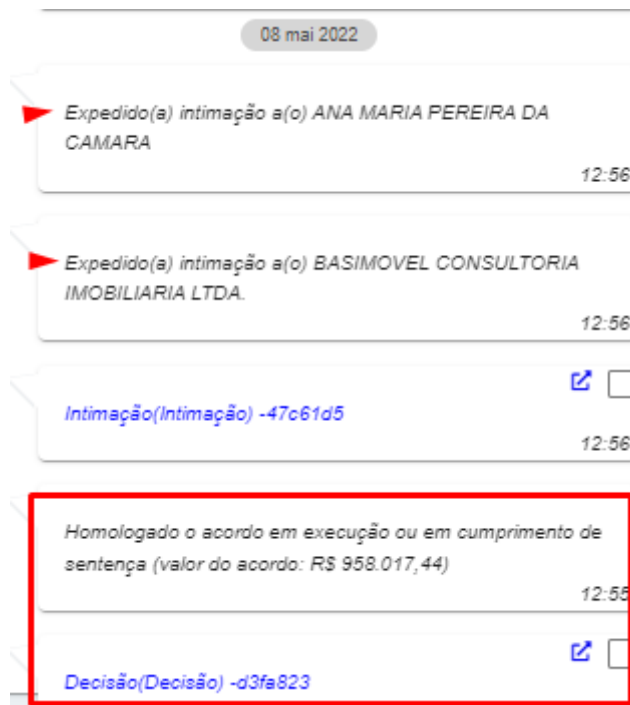 08 mai 2022
Expedido(a) intimação a(o) ANA MARIA PEREIRA DA
CAMARA
12:56
Expedido(a) intimação a(o) BASIMOVEL CONSULTORIA
IMOBILIARIA LTDA.
12:56
Intimação(Intimação) -47c61d5
12:56
Homologado o acordo em execução ou em cumprimento de
sentença (valor do acordo: R$ 958.017,44)
12:55
Decisão(Decisão) -d3fa823